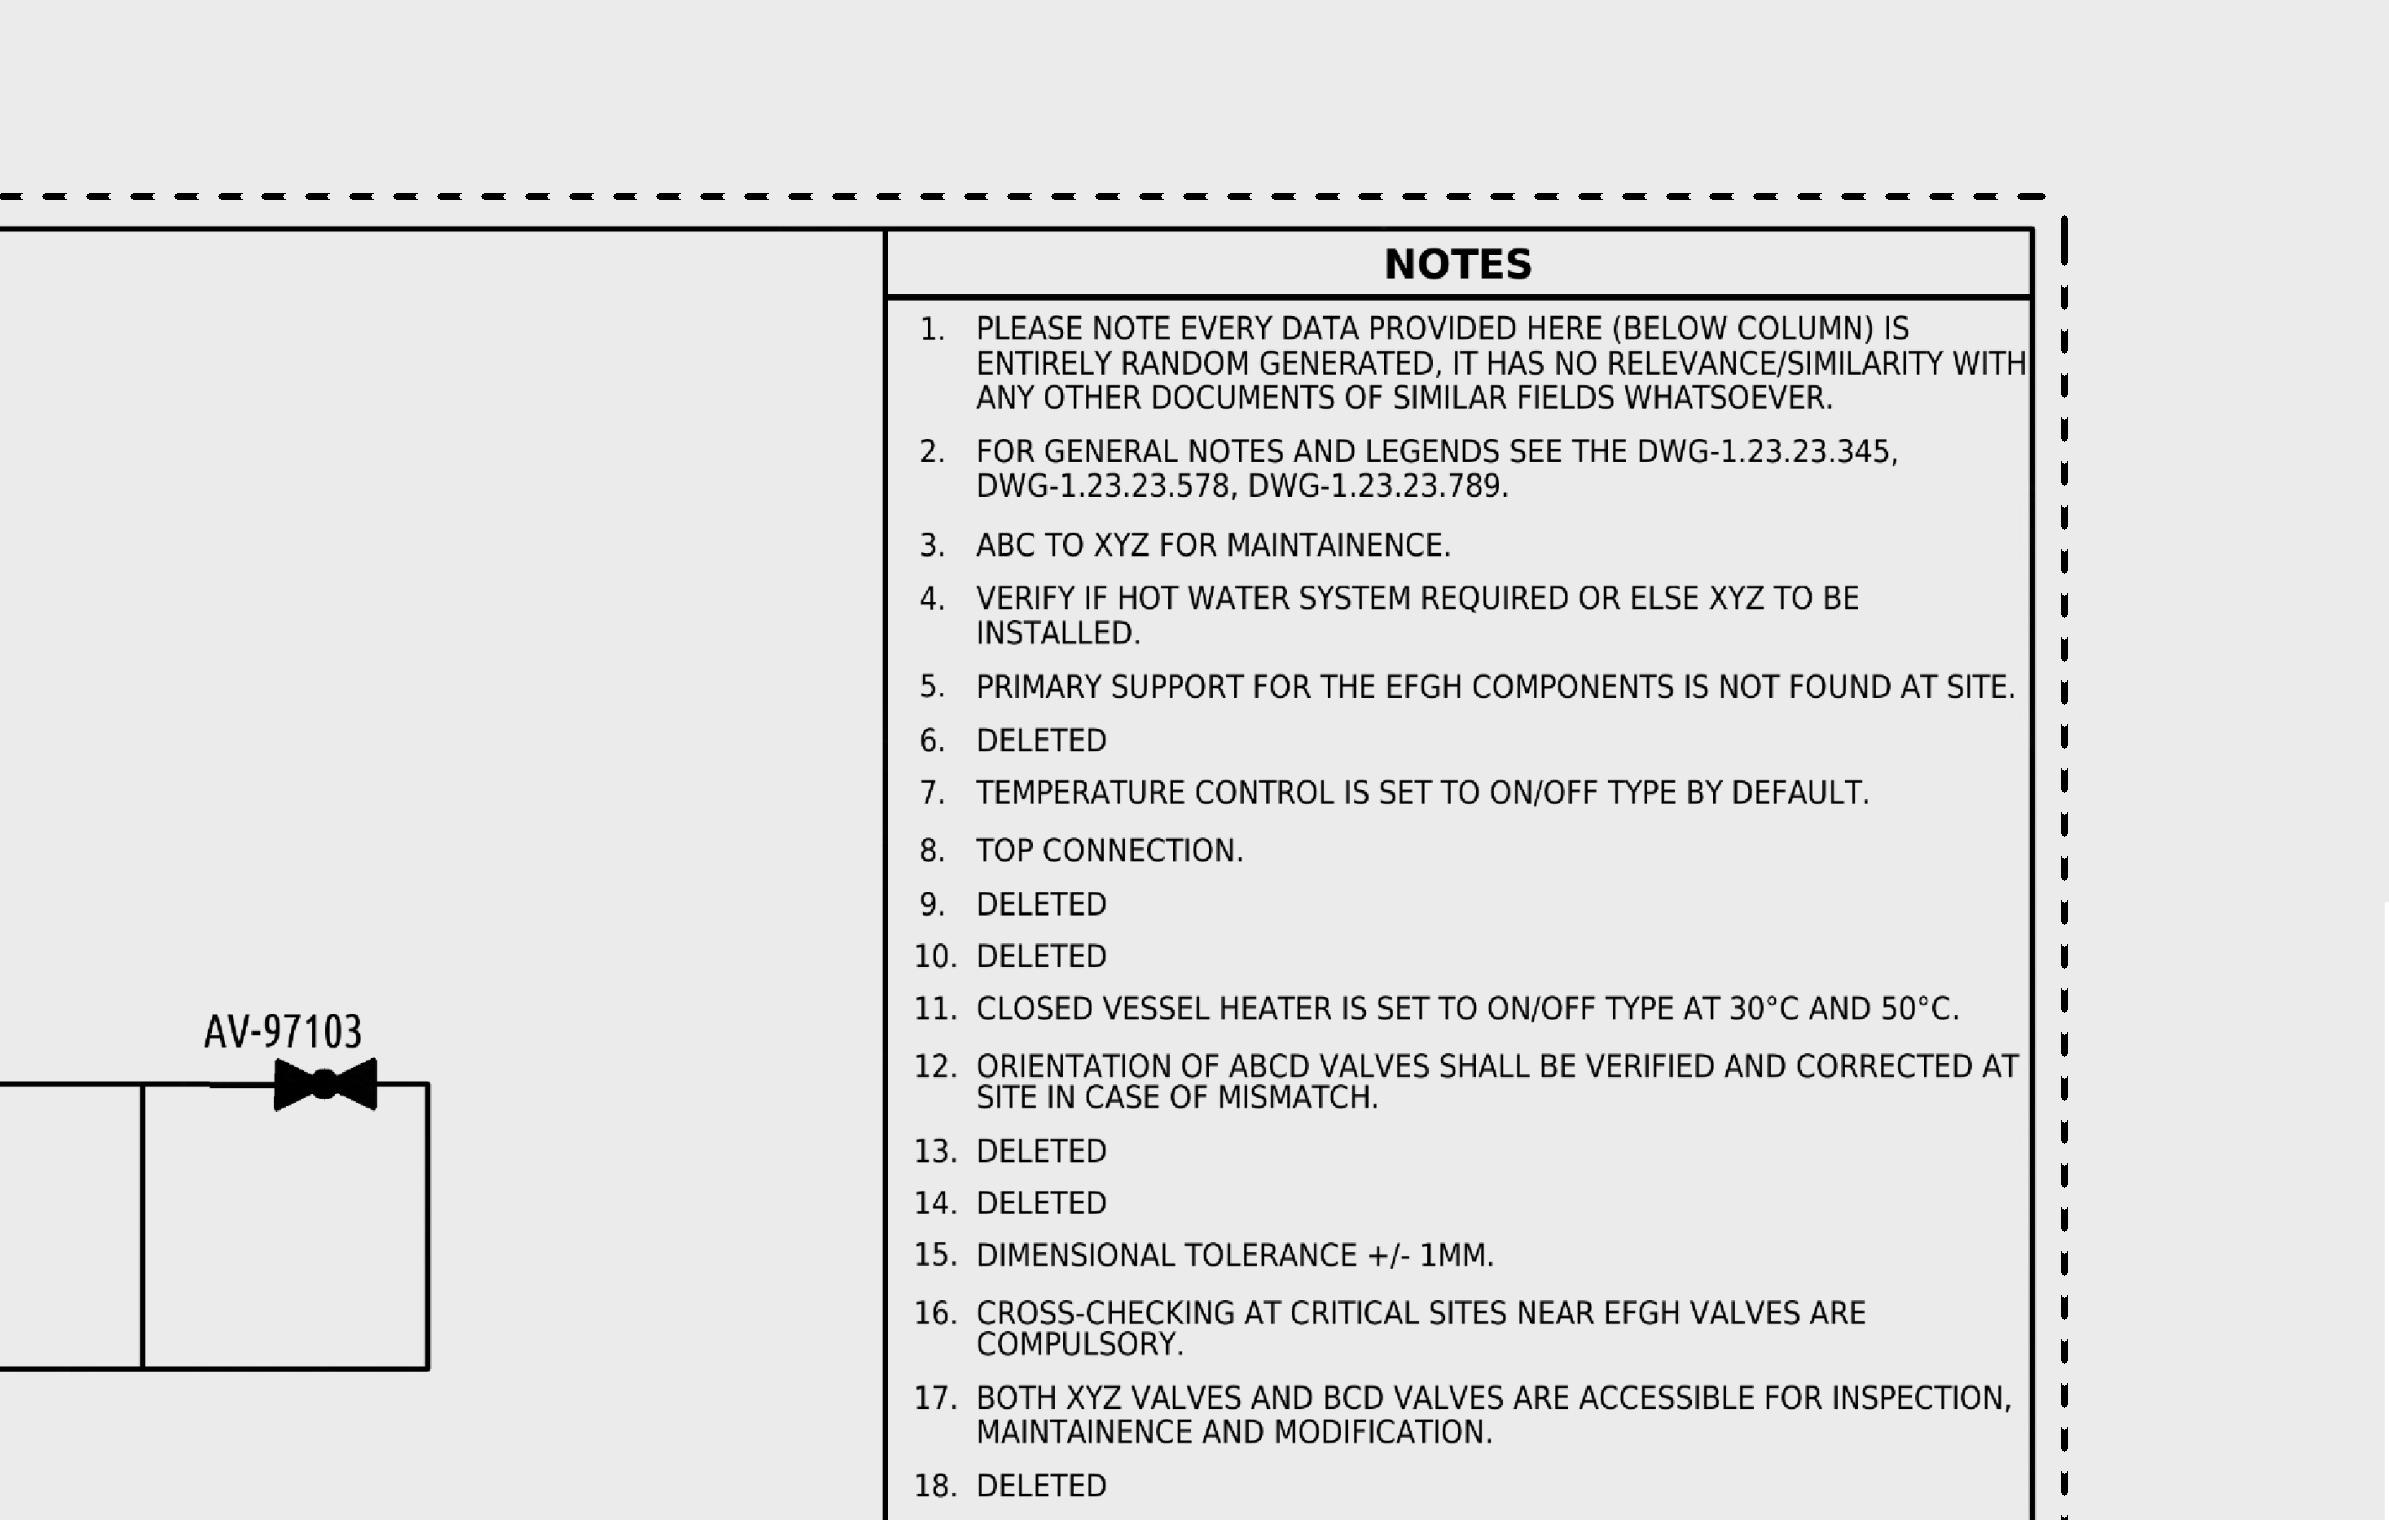 NOTES
1. PLEASE NOTE EVERY DATA PROVIDED HERE (BELOW COLUMN) IS
ENTIRELY RANDOM GENERATED, IT HAS NO RELEVANCE/SIMILARITY WITH
ANY OTHER DOCUMENTS OF SIMILAR FIELDS WHATSOEVER.
2. FOR GENERAL NOTES AND LEGENDS SEE THE DWG-1.23.23.345,
DWG-1.23.23.578, DWG-1.23.23.789.
3. ABC TO XYZ FOR MAINTAINENCE.
4. VERIFY IF HOT WATER SYSTEM REQUIRED OR ELSE XYZ TO BE
INSTALLED.
5. PRIMARY SUPPORT FOR THE EFGH COMPONENTS IS NOT FOUND AT SITE.
6. DELETED
7. TEMPERATURE CONTROL IS SET TO ON/OFF TYPE BY DEFAULT.
8. TOP CONNECTION.
9. DELETED
10. DELETED
11. CLOSED VESSEL HEATER IS SET TO ON/OFF TYPE AT 30°C AND 50°C.
12. ORIENTATION OF ABCD VALVES SHALL BE VERIFIED AND CORRECTED AT
SITE IN CASE OF MISMATCH.
13. DELETED
14. DELETED
15. DIMENSIONAL TOLERANCE +/- 1MM.
16. CROSS-CHECKING AT CRITICAL SITES NEAR EFGH VALVES ARE
COMPULSORY.
17. BOTH XYZ VALVES AND BCD VALVES ARE ACCESSIBLE FOR INSPECTION,
MAINTAINENCE AND MODIFICATION.
18. DELETED
AV-97103